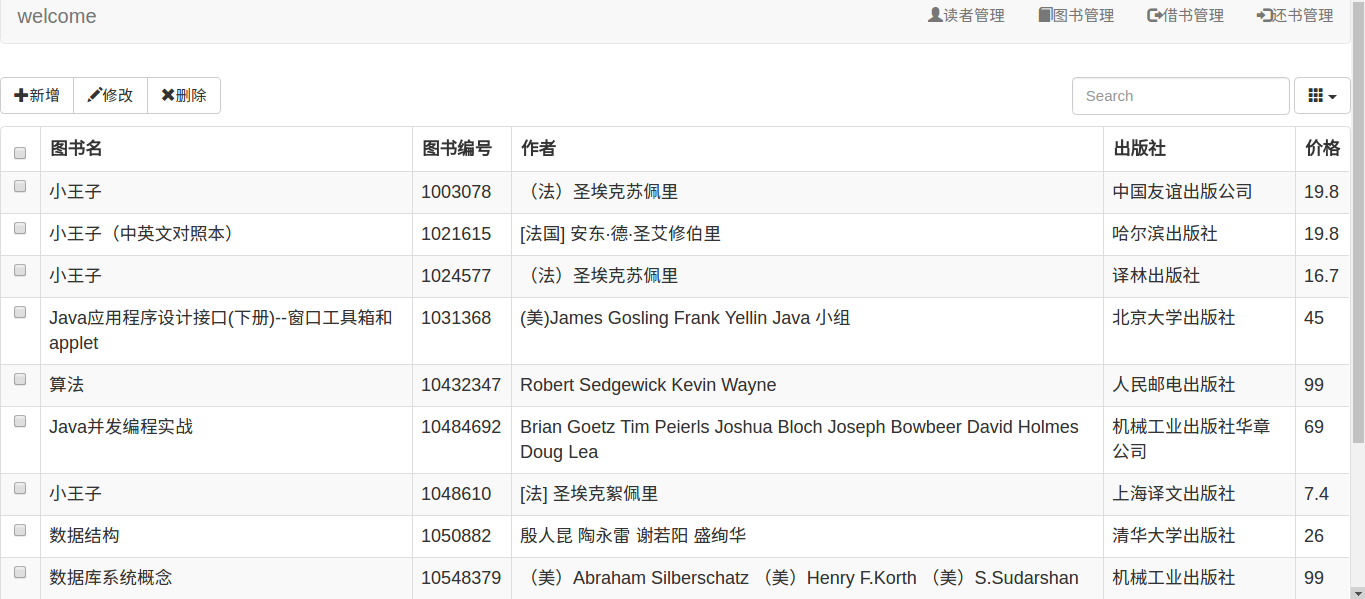 welcome 读者管理 图书管理 借书管理 还书管理
新增 修改 删除 Search
图书名 图书编号 作者 出版社 价格
小王子 1003078 （法）圣埃克苏佩里 中国友谊出版公司 19.8
小王子（中英文对照本） 1021615 [法国] 安东·德·圣艾修伯里 哈尔滨出版社 19.8
小王子 1024577 （法）圣埃克苏佩里 译林出版社 16.7
Java应用程序设计接口(下册)--窗口工具箱和 1031368 (美)James Gosling Frank Yellin Java 小组 北京大学出版社 45
applet
算法 10432347 Robert Sedgewick Kevin Wayne 人民邮电出版社 99
Java并发编程实战 10484692 Brian Goetz Tim Peierls Joshua Bloch Joseph Bowbeer David Holmes 机械工业出版社华章 69
Doug Lea 公司
小王子 1048610 [法] 圣埃克絮佩里 上海译文出版社 7.4
数据结构 1050882 殷人昆 陶永雷 谢若阳 盛绚华 清华大学出版社 26
数据库系统概念 10548379 （美）Abraham Silberschatz （美）Henry F.Korth （美）S.Sudarshan 机械工业出版社 99